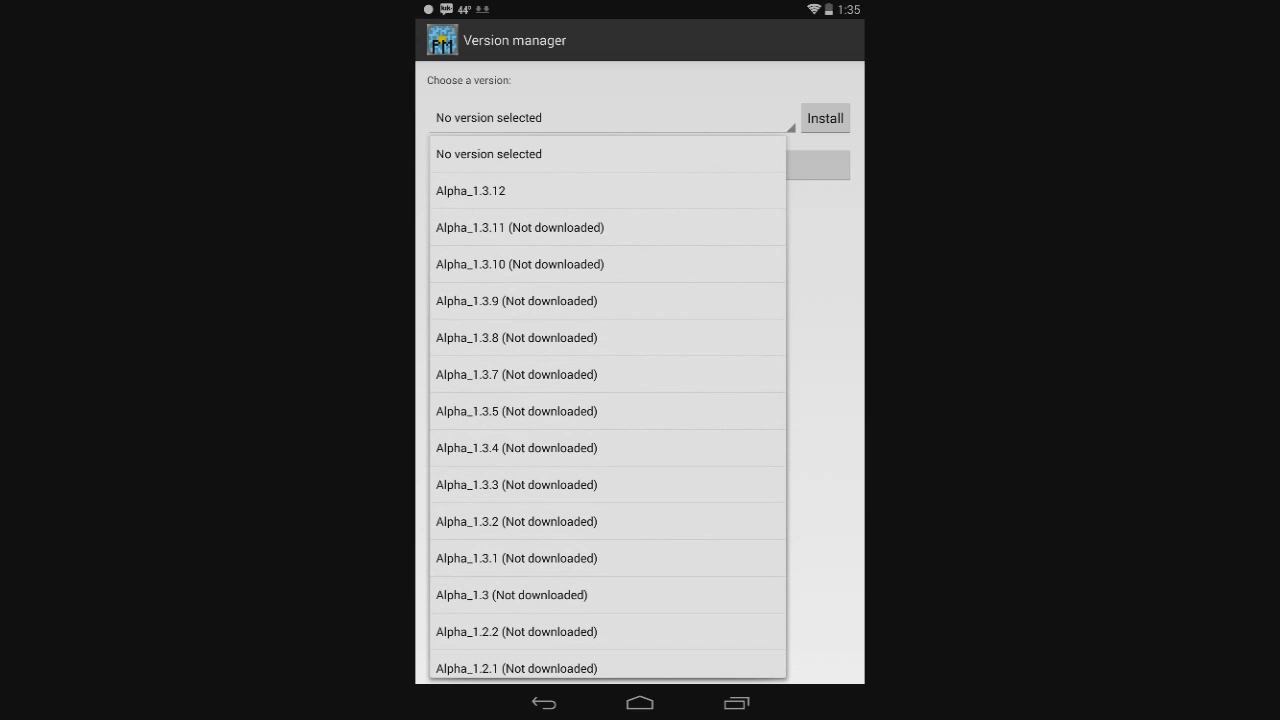 44°
1:35
FM
Version manager
Choose a version:
No version selected
Install
No version selected
Alpha_1.3.12
Alpha_1.3.11 (Not downloaded)
Alpha_1.3.10 (Not downloaded)
Alpha_1.3.9 (Not downloaded)
Alpha_1.3.8 (Not downloaded)
Alpha_1.3.7 (Not downloaded)
Alpha_1.3.5 (Not downloaded)
Alpha_1.3.4 (Not downloaded)
Alpha_1.3.3 (Not downloaded)
Alpha_1.3.2 (Not downloaded)
Alpha_1.3.1 (Not downloaded)
Alpha_1.3 (Not downloaded)
Alpha_1.2.2 (Not downloaded)
Alpha_1.2.1 (Not downloaded)